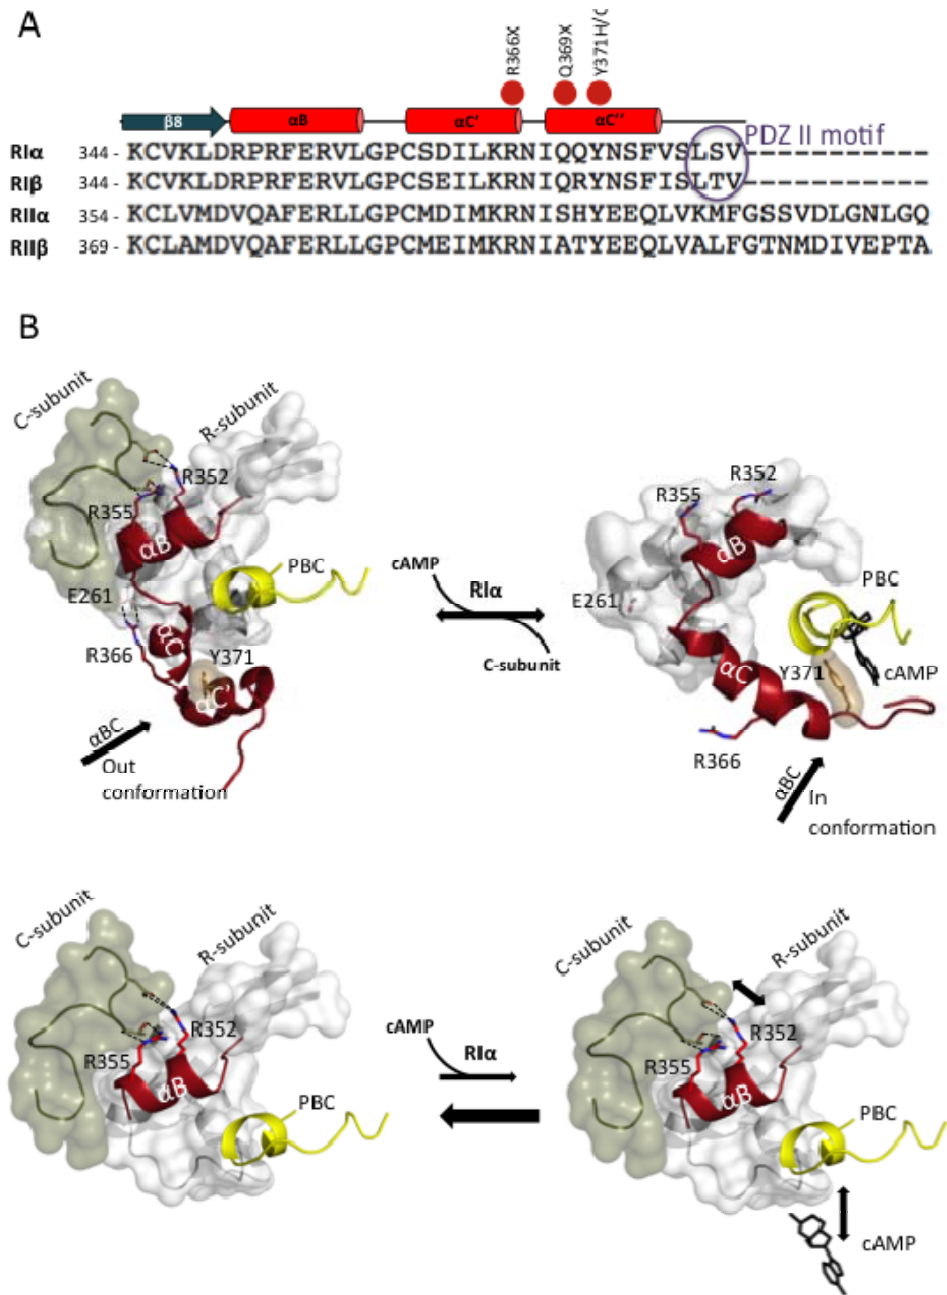 A
R366X
Q369X
Y371H/C
β8
αB
αC'
αC''
PDZ II motif
RIα 344 - KCVKLDRPRFERVLGPCSDILKRNIQQYNSFVSLSV-----------
RIβ 344 - KCVKLDRPRFERVLGPCSEILKRNIQRYNSFISLTV-----------
RIIα 354 - KCLVMDVQAFERLLGPCMDIMKRNISHYEEQLVKMFGSSVDLGNLGQ
RIIβ 369 - KCLAMDVQAFERLLGPCMEIMKRNIATYEEQLVALFGTNMDIVEPTA
B
C-subunit
R-subunit
R352
R355
αB
PBC
E261
αC
R366
Y371
αC'
αBC
Out
conformation
cAMP
RIα
C-subunit
R352
R355
αB
PBC
E261
Y371
αC
cAMP
R366
αBC
In
conformation
C-subunit
R-subunit
R352
R355
αB
PBC
cAMP
RIα
C-subunit
R-subunit
R352
R355
αB
PBC
cAMP